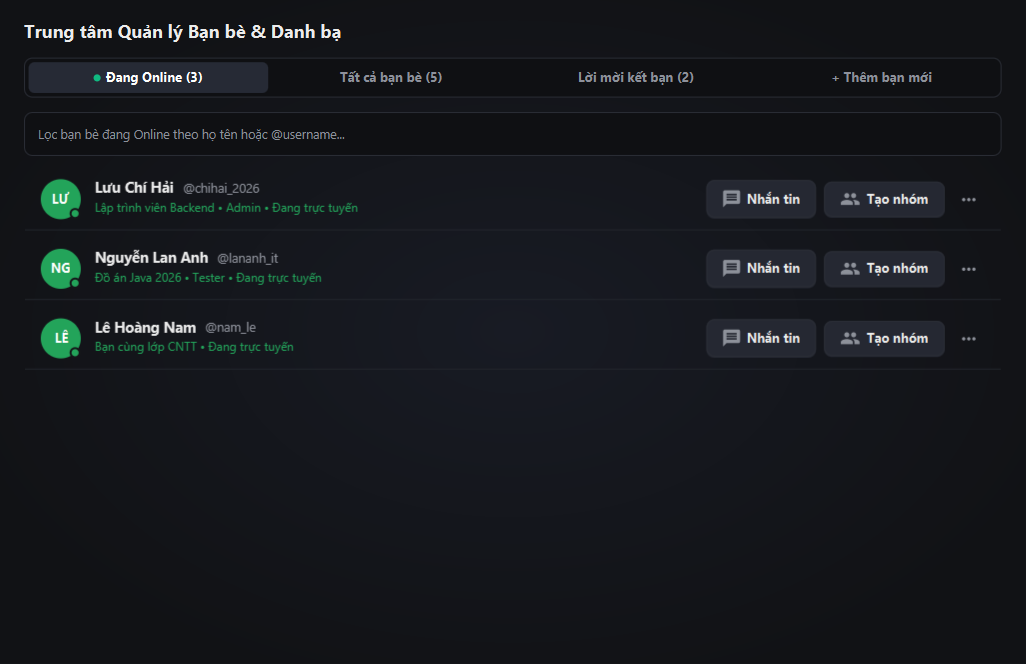 Trung tâm Quản lý Bạn bè & Danh bạ
Đang Online (3) Tất cả bạn bè (5) Lời mời kết bạn (2) + Thêm bạn mới
Lọc bạn bè đang Online theo họ tên hoặc @username...
LƯ Lưu Chí Hải @chihai_2026 Nhắn tin Tạo nhóm
Lập trình viên Backend • Admin • Đang trực tuyến
NG Nguyễn Lan Anh @lananh_it Nhắn tin Tạo nhóm
Đồ án Java 2026 • Tester • Đang trực tuyến
LÊ Lê Hoàng Nam @nam_le Nhắn tin Tạo nhóm
Bạn cùng lớp CNTT • Đang trực tuyến